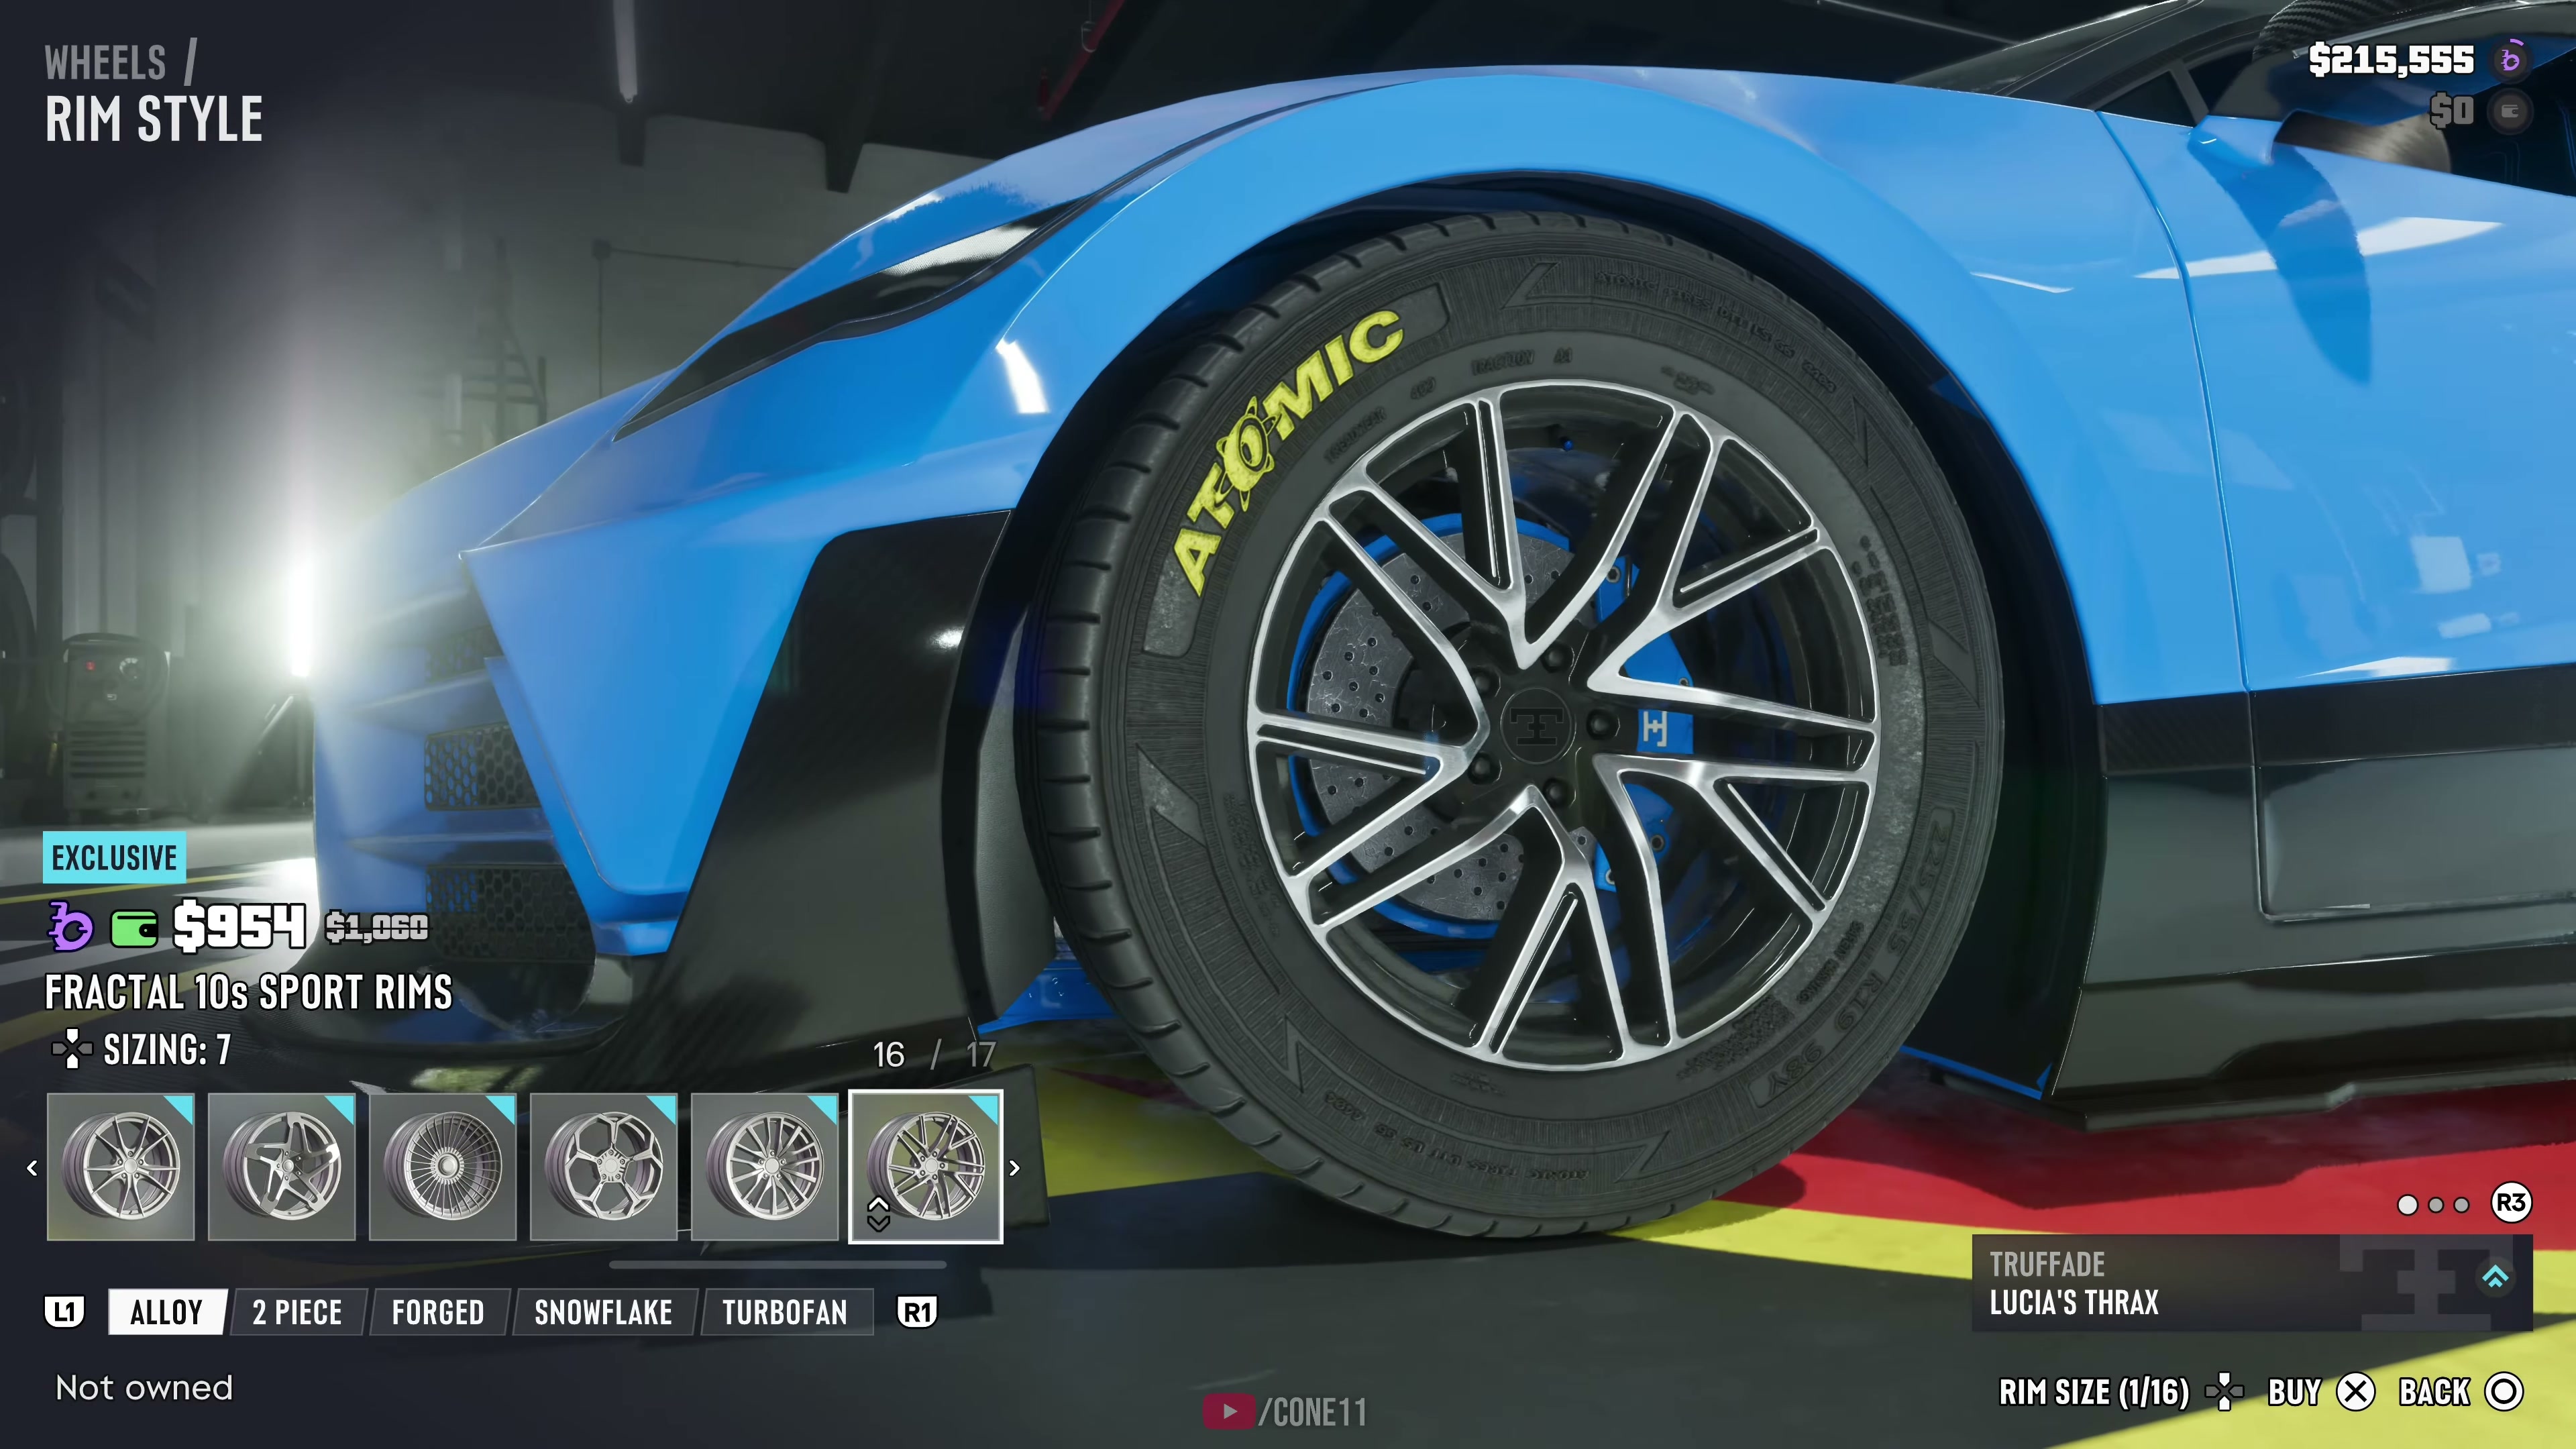 WHEELS /
RIM STYLE
$215,555
$0
ATOMIC
TRACTION AA
EXCLUSIVE
$954 $1,060
FRACTAL 10s SPORT RIMS
SIZING: 7
16 / 17
R3
TRUFFADE
LUCIA'S THRAX
L1 ALLOY 2 PIECE FORGED SNOWFLAKE TURBOFAN R1
Not owned
/CONE11
RIM SIZE (1/16) BUY BACK